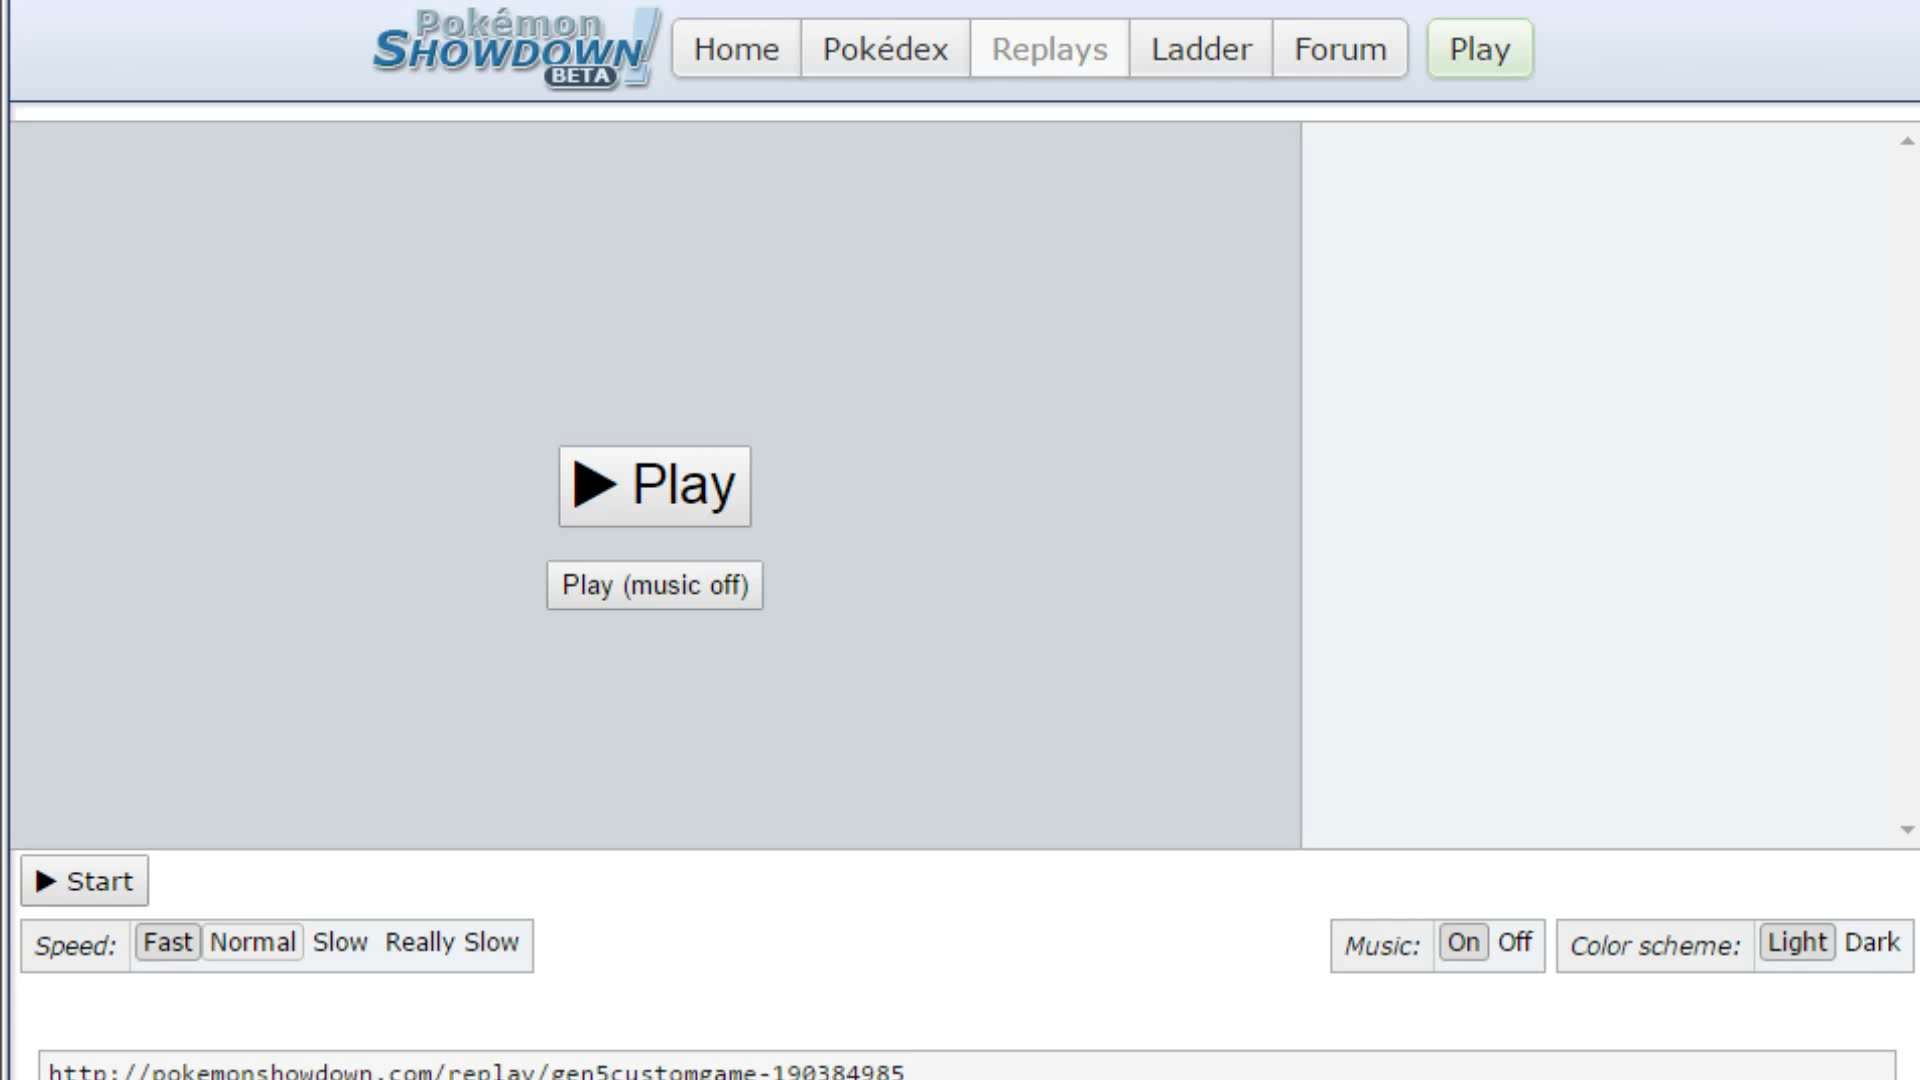 Pokémon
SHOWDOWN!
BETA
Home Pokédex Replays Ladder Forum Play
▶ Play
Play (music off)
▶ Start
Speed: Fast Normal Slow Really Slow
Music: On Off
Color scheme: Light Dark
http://pokemonshowdown.com/replay/gen5customgame-190384985